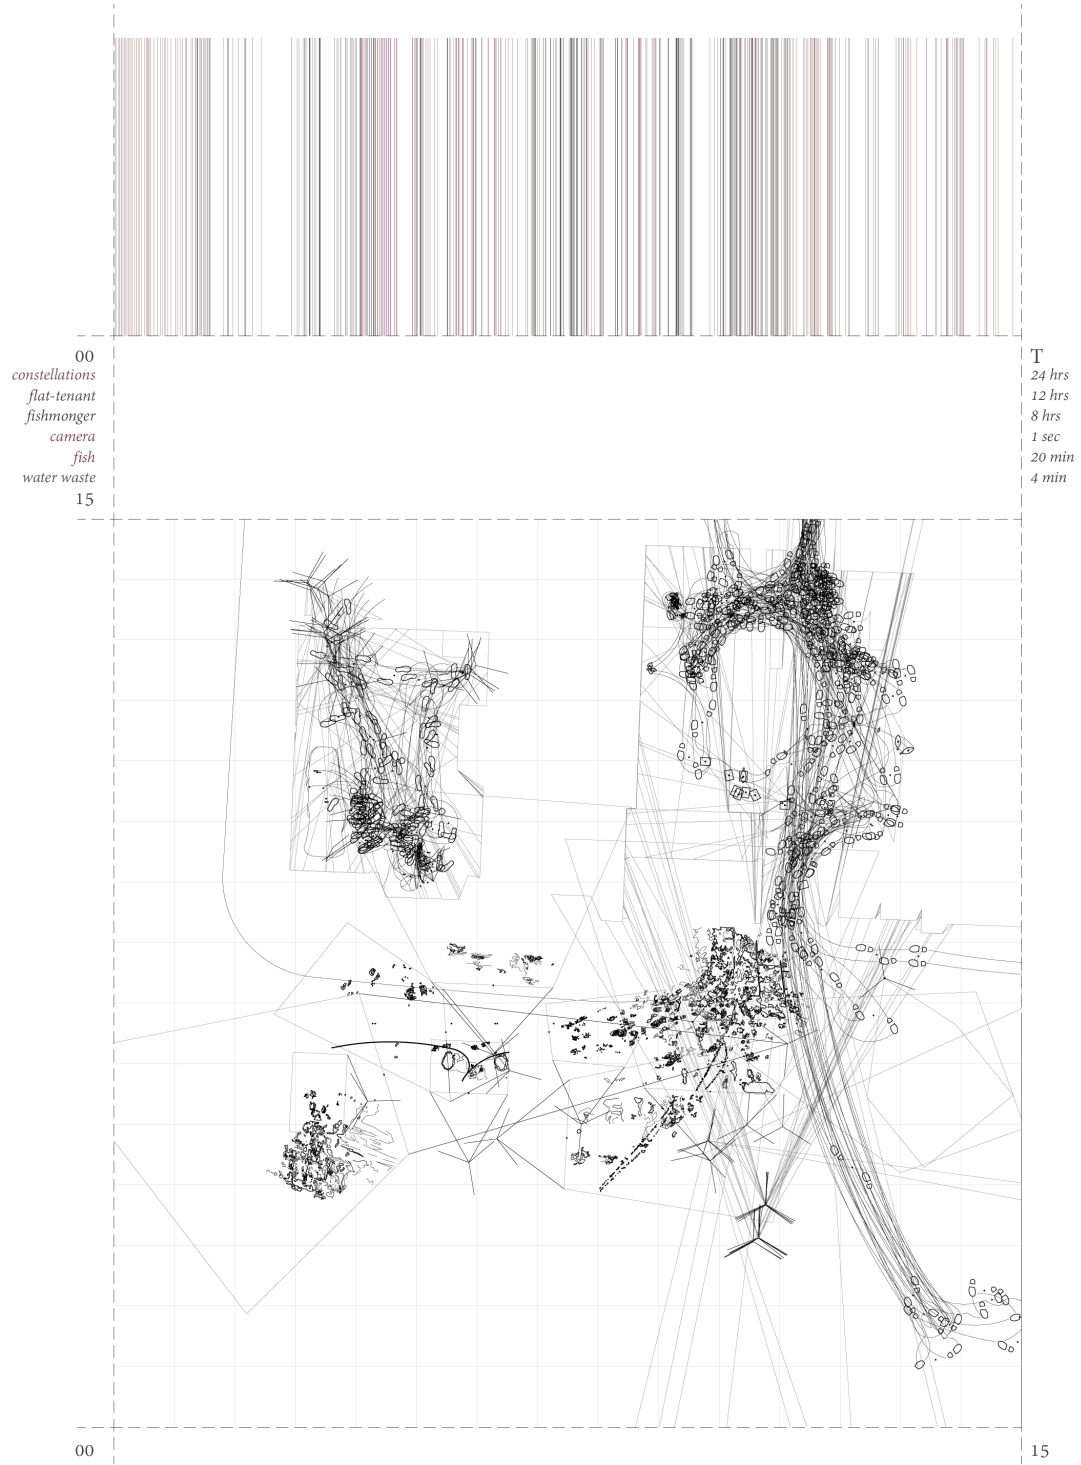 00
T
constellations
24 hrs
flat-tenant
12 hrs
fishmonger
8 hrs
camera
1 sec
fish
20 min
water waste
4 min
15
00
15